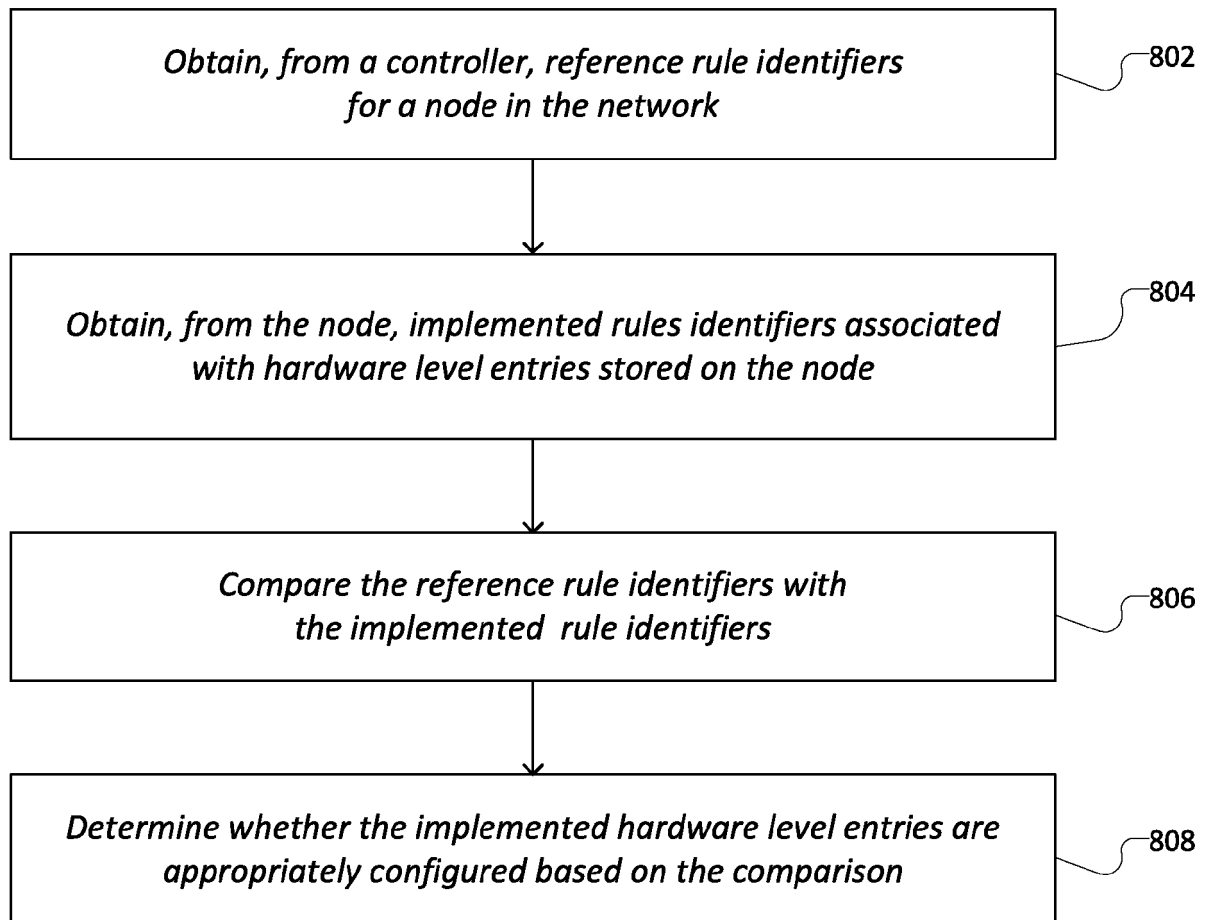 Obtain, from a controller, reference rule identifiers
for a node in the network
802
Obtain, from the node, implemented rules identifiers associated
with hardware level entries stored on the node
804
Compare the reference rule identifiers with
the implemented rule identifiers
806
Determine whether the implemented hardware level entries are
appropriately configured based on the comparison
808